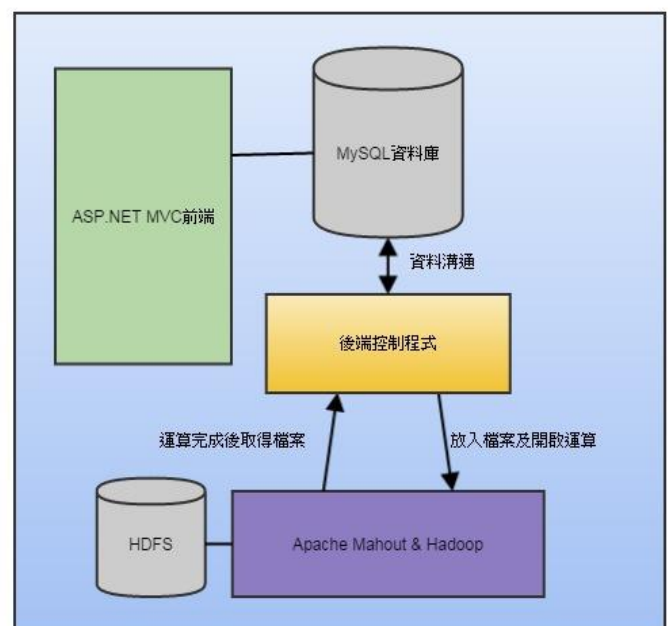 MySQL資料庫
ASP.NET MVC前端
資料溝通
後端控制程式
運算完成後取得檔案
放入檔案及開啟運算
HDFS
Apache Mahout & Hadoop